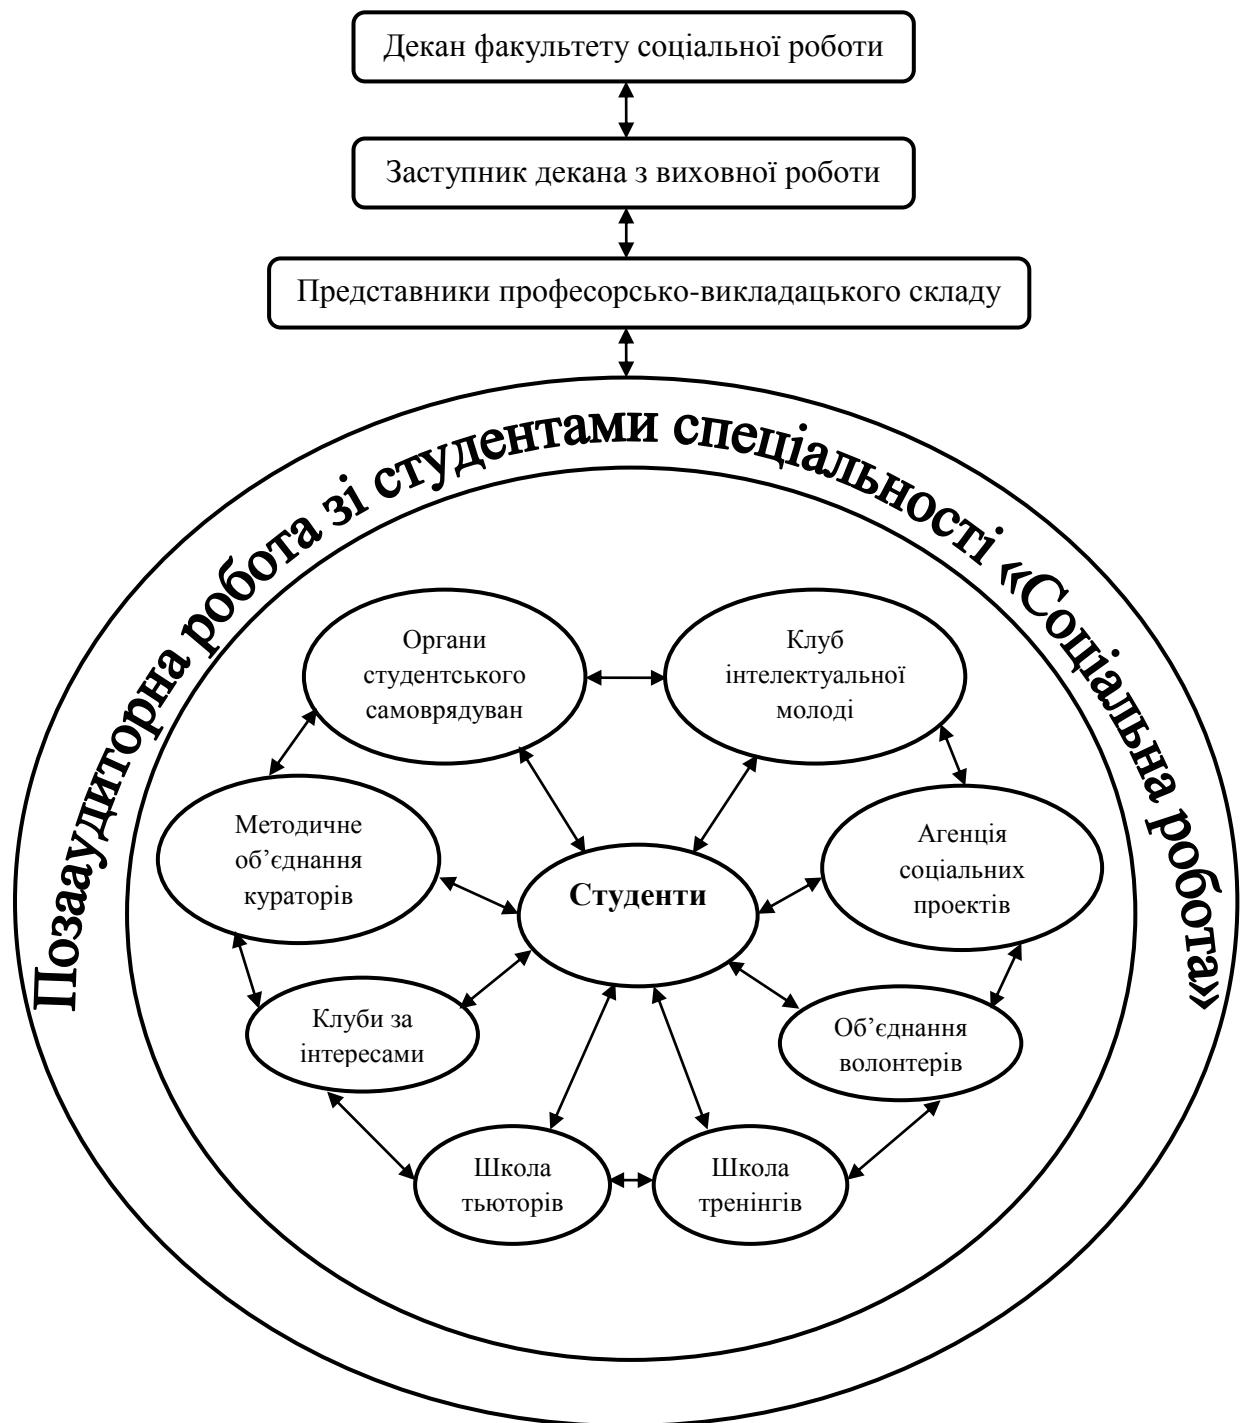 Декан факультету соціальної роботи
Заступник декана з виховної роботи
Представники професорсько-викладацького складу
Позааудиторна робота зі студентами спеціальності «Соціальна робота»
Органи
студентського
самоврядуван
Клуб
інтелектуальної
молоді
Методичне
об’єднання
кураторів
Агенція
соціальних
проектів
Студенти
Клуби за
інтересами
Об’єднання
волонтерів
Школа
тьюторів
Школа
тренінгів